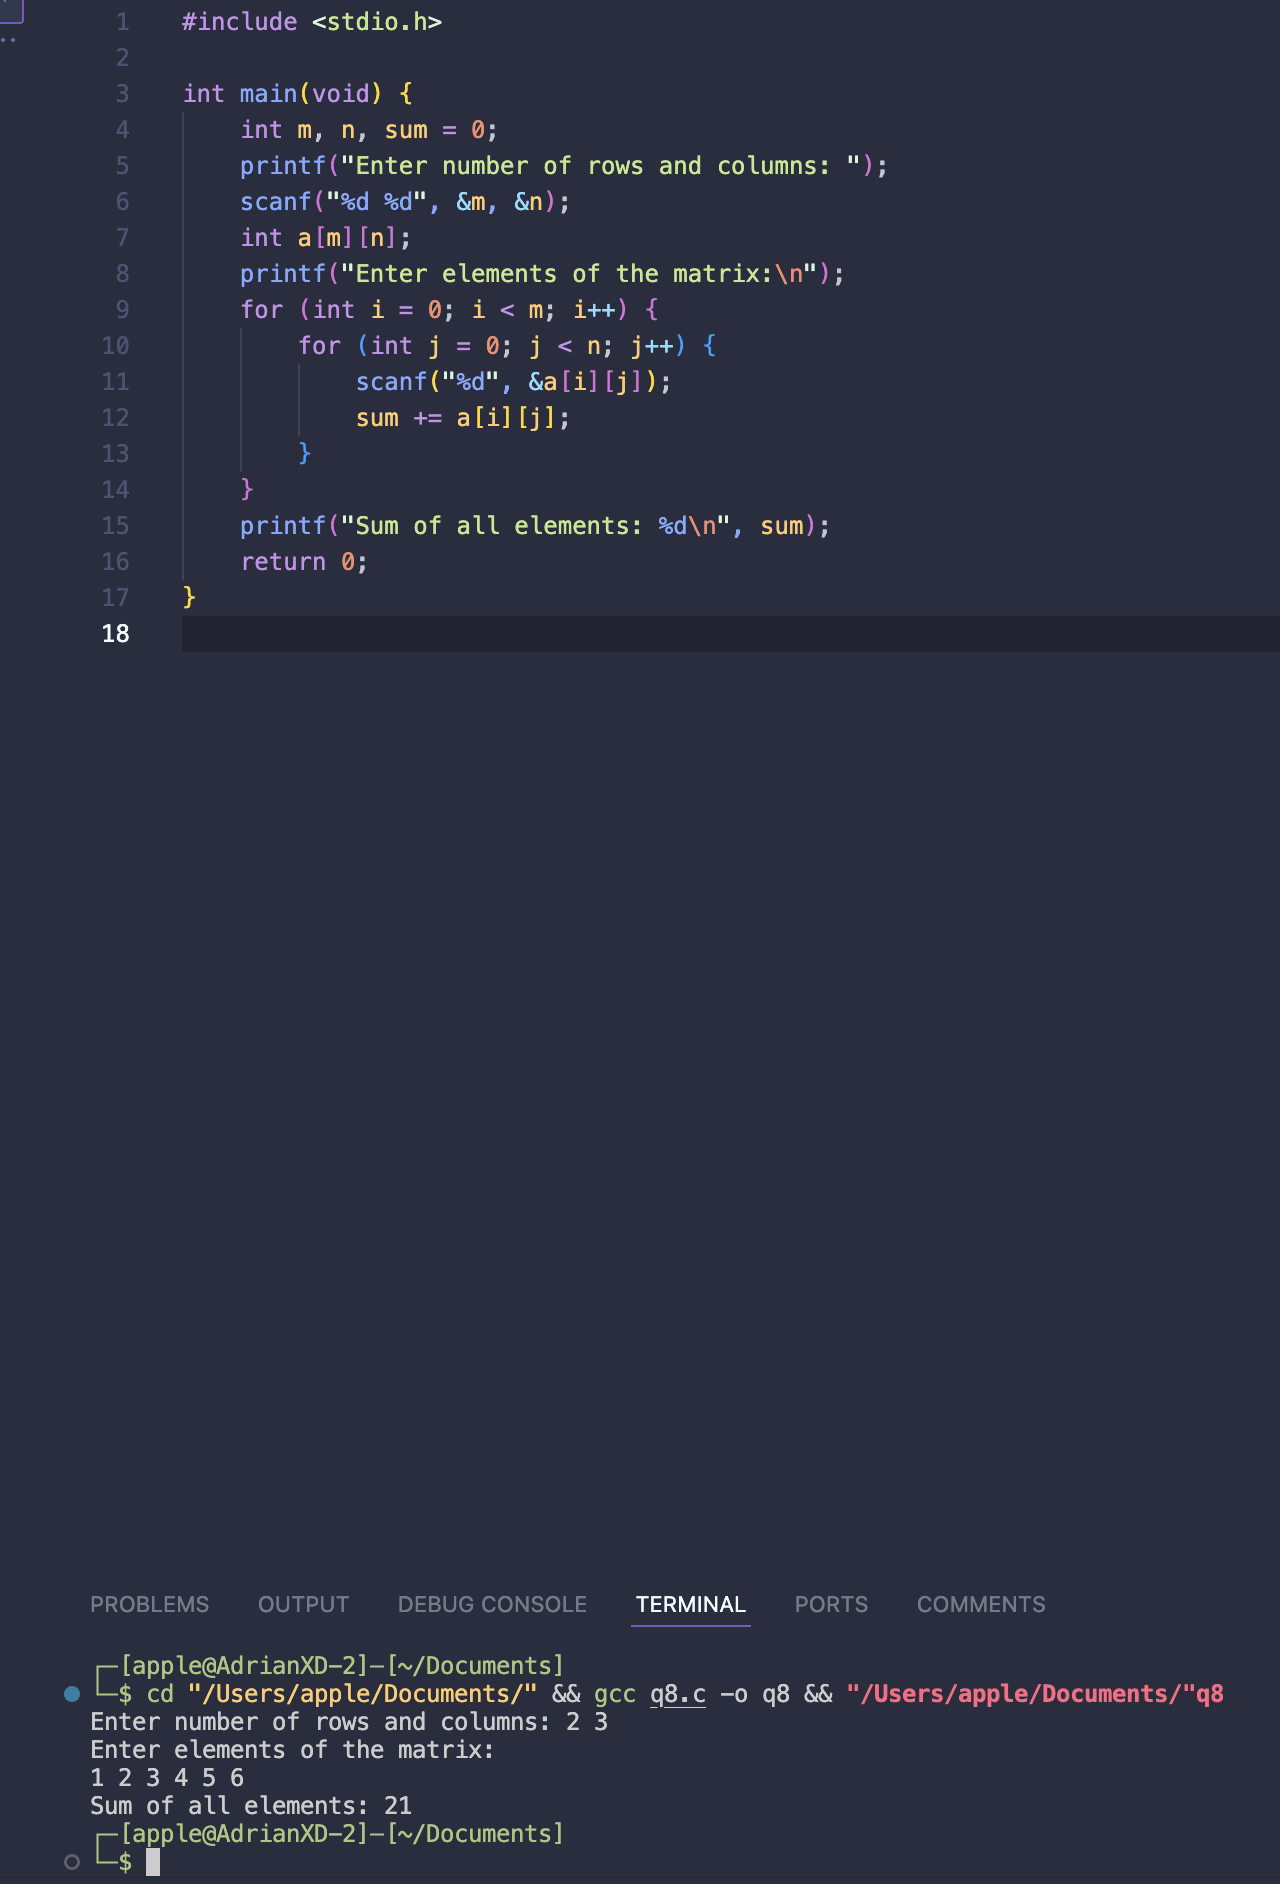 1 #include <stdio.h>
2
3 int main(void) {
4     int m, n, sum = 0;
5     printf("Enter number of rows and columns: ");
6     scanf("%d %d", &m, &n);
7     int a[m][n];
8     printf("Enter elements of the matrix:\n");
9     for (int i = 0; i < m; i++) {
10         for (int j = 0; j < n; j++) {
11             scanf("%d", &a[i][j]);
12             sum += a[i][j];
13         }
14     }
15     printf("Sum of all elements: %d\n", sum);
16     return 0;
17 }
18
PROBLEMS OUTPUT DEBUG CONSOLE TERMINAL PORTS COMMENTS
┌─[apple@AdrianXD-2]─[~/Documents]
└─$ cd "/Users/apple/Documents/" && gcc q8.c -o q8 && "/Users/apple/Documents/"q8
Enter number of rows and columns: 2 3
Enter elements of the matrix:
1 2 3 4 5 6
Sum of all elements: 21
┌─[apple@AdrianXD-2]─[~/Documents]
└─$